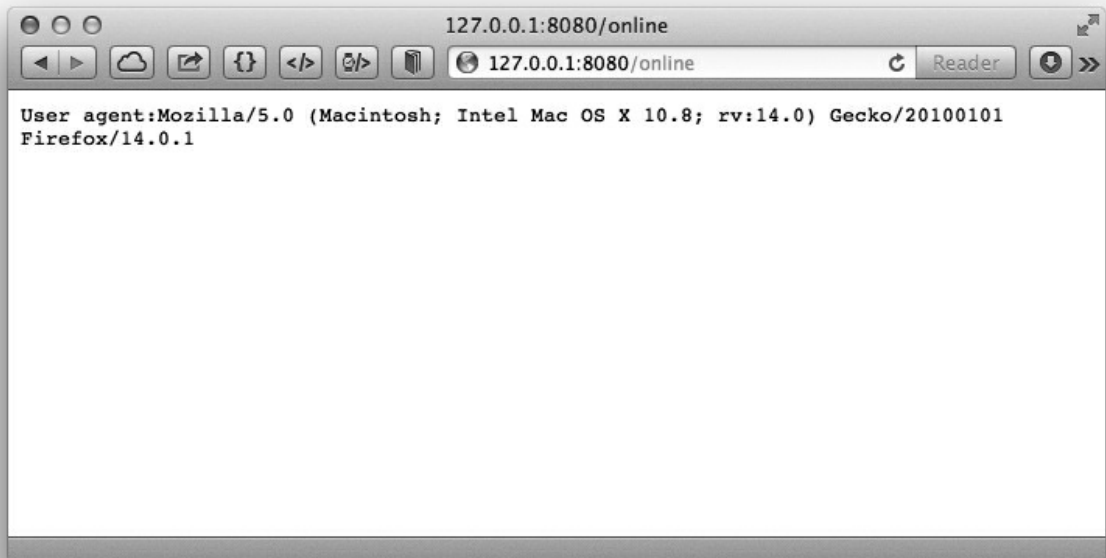 127.0.0.1:8080/online
{} </> 127.0.0.1:8080/online Reader
User agent:Mozilla/5.0 (Macintosh; Intel Mac OS X 10.8; rv:14.0) Gecko/20100101
Firefox/14.0.1